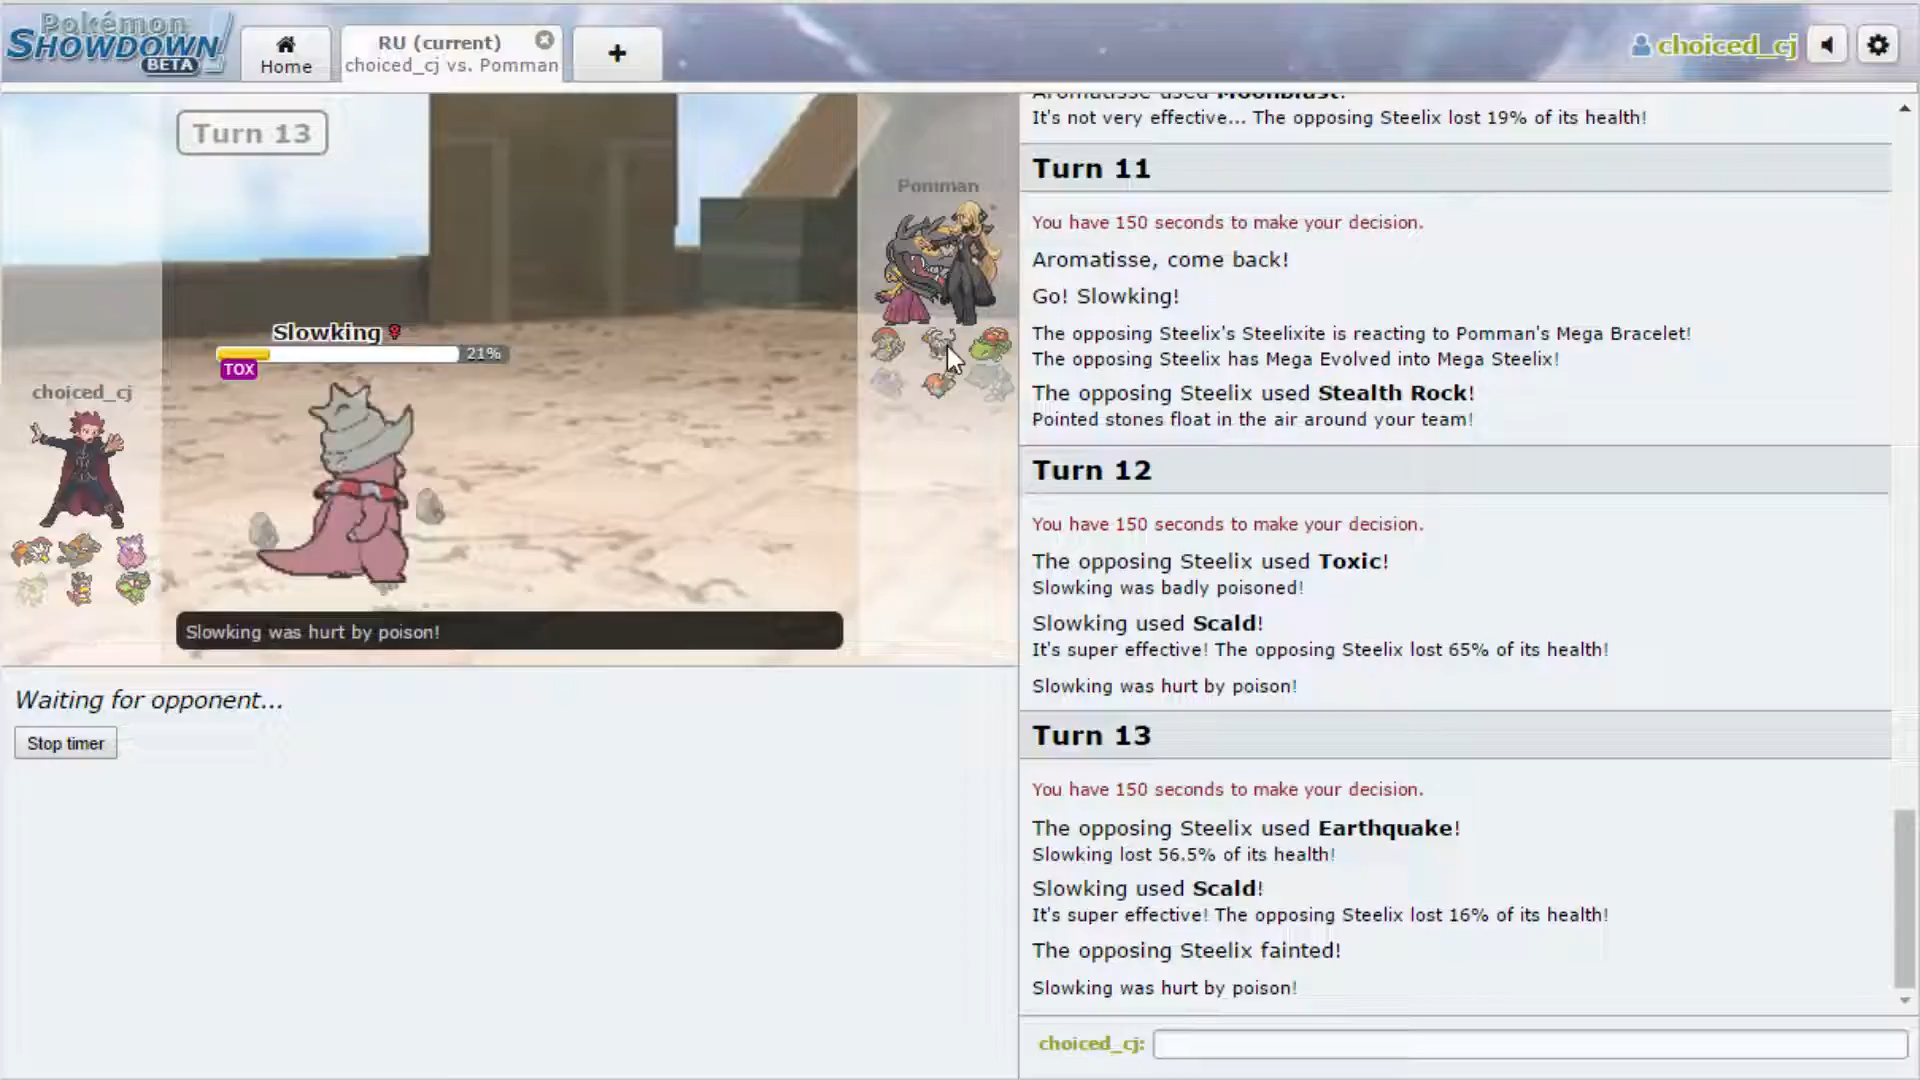 Pokémon
SHOWDOWN
BETA
Home
RU (current)
choiced_cj vs. Pomman
+
choiced_cj
Turn 13
Pomman
Slowking
21%
TOX
choiced_cj
Slowking was hurt by poison!
Waiting for opponent...
Stop timer
Aromatisse used Moonblast!
It's not very effective... The opposing Steelix lost 19% of its health!
Turn 11
You have 150 seconds to make your decision.
Aromatisse, come back!
Go! Slowking!
The opposing Steelix's Steelixite is reacting to Pomman's Mega Bracelet!
The opposing Steelix has Mega Evolved into Mega Steelix!
The opposing Steelix used Stealth Rock!
Pointed stones float in the air around your team!
Turn 12
You have 150 seconds to make your decision.
The opposing Steelix used Toxic!
Slowking was badly poisoned!
Slowking used Scald!
It's super effective! The opposing Steelix lost 65% of its health!
Slowking was hurt by poison!
Turn 13
You have 150 seconds to make your decision.
The opposing Steelix used Earthquake!
Slowking lost 56.5% of its health!
Slowking used Scald!
It's super effective! The opposing Steelix lost 16% of its health!
The opposing Steelix fainted!
Slowking was hurt by poison!
choiced_cj: